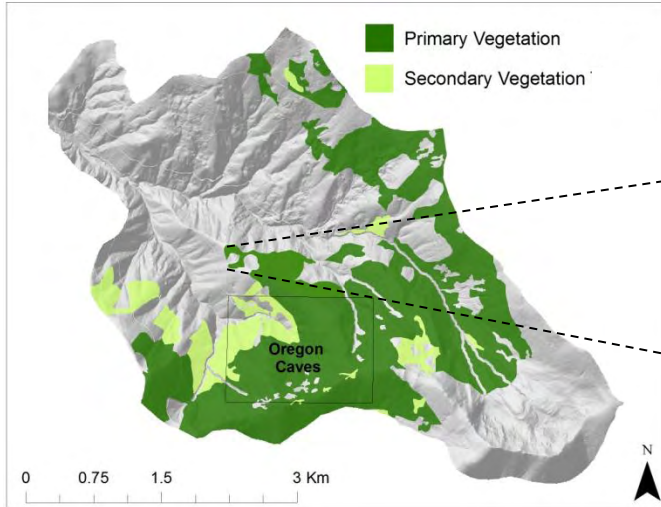 Primary Vegetation
Secondary Vegetation
Oregon
Caves
N
0 0.75 1.5 3 Km